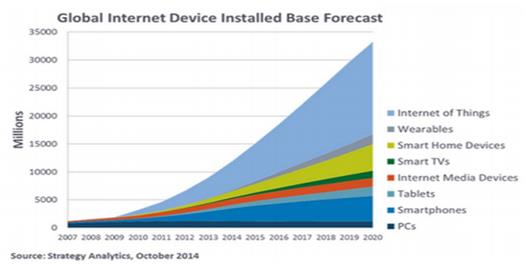 Global Internet Device Installed Base Forecast
35000
30000
25000
20000
15000
10000
5000
0
Millions
2007 2008 2009 2010 2011 2012 2013 2014 2015 2016 2017 2018 2019 2020
Internet of Things
Wearables
Smart Home Devices
Smart TVs
Internet Media Devices
Tablets
Smartphones
PCs
Source: Strategy Analytics, October 2014